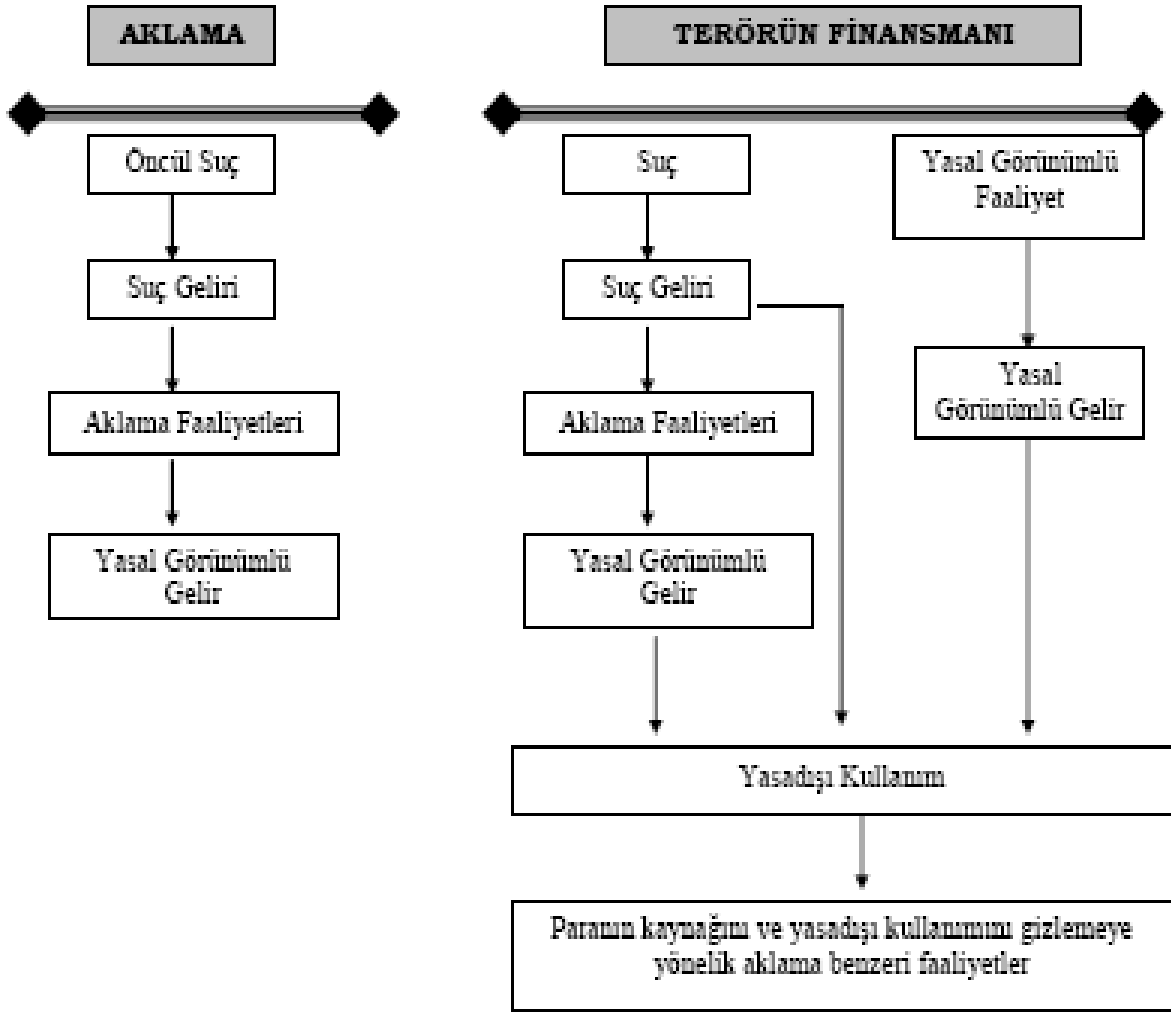 AKLAMA
Öncül Suç
Suç Geliri
Aklama Faaliyetleri
Yasal Görünümlü
Gelir
TERÖRÜN FİNANSMANI
Suç
Suç Geliri
Aklama Faaliyetleri
Yasal Görünümlü
Gelir
Yasal Görünümlü
Faaliyet
Yasal
Görünümlü Gelir
Yasadışı Kullanım
Paranın kaynağını ve yasadışı kullanımını gizlemeye
yönelik aklama benzeri faaliyetler